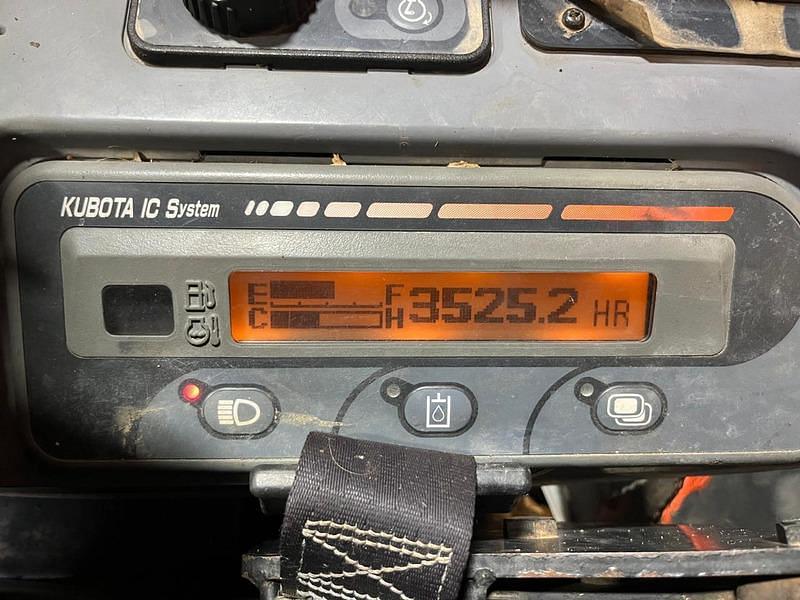 KUBOTA IC System
E F 3525.2 HR
C H